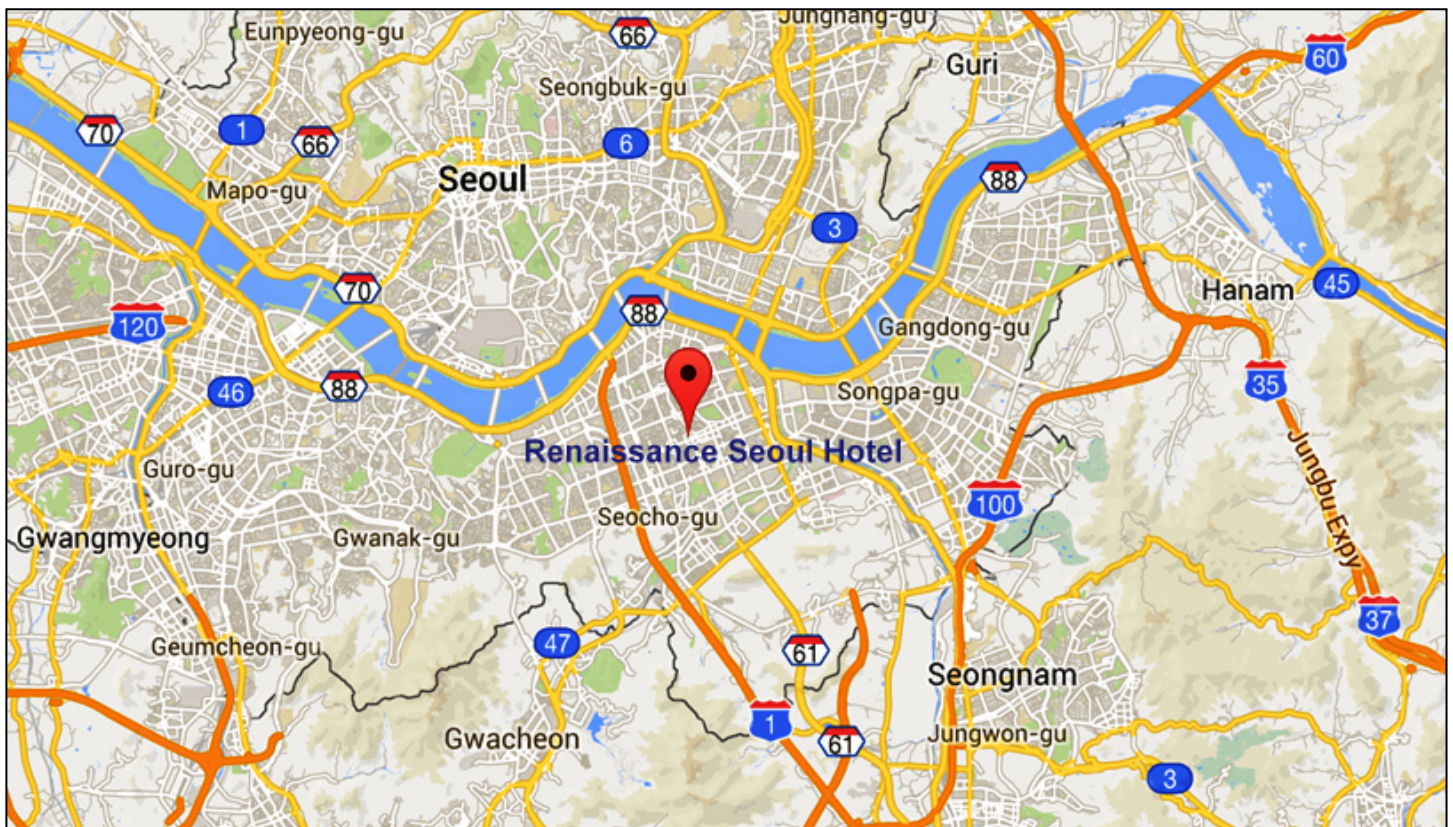 Jungnang-gu
Eunpyeong-gu
66
60
Guri
Seongbuk-gu
70
1
66
6
88
Mapo-gu
Seoul
3
70
Hanam
45
88
120
Gangdong-gu
46
88
Songpa-gu
35
Renaissance Seoul Hotel
Guro-gu
Jungbu Expy
100
Seocho-gu
Gwangmyeong
Gwanak-gu
37
47
Geumcheon-gu
61
Seongnam
1
Gwacheon
61
Jungwon-gu
3